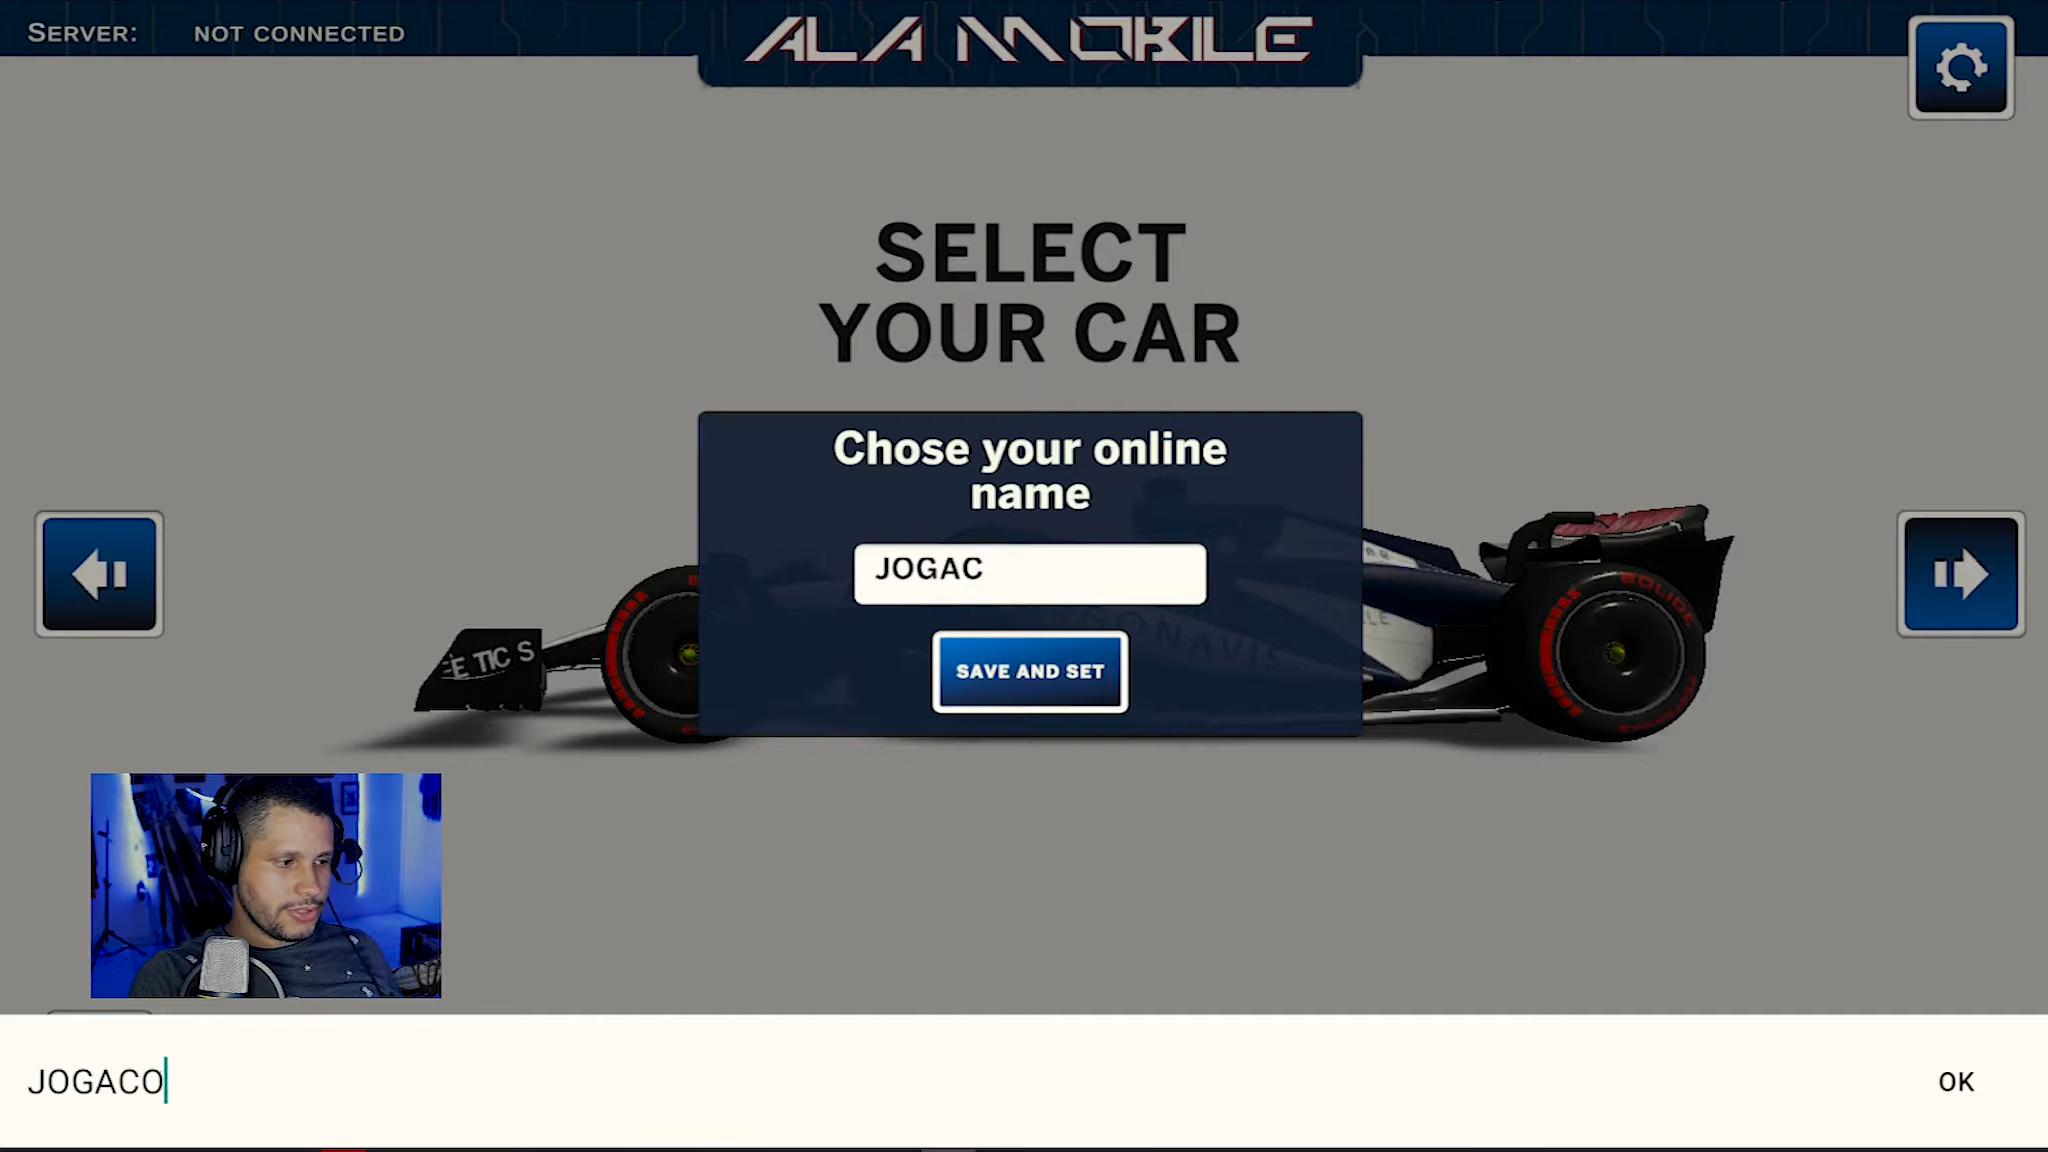 SERVER: NOT CONNECTED
ALA MOBILE
SELECT
YOUR CAR
Chose your online
name
JOGAC
SAVE AND SET
JOGACO
OK